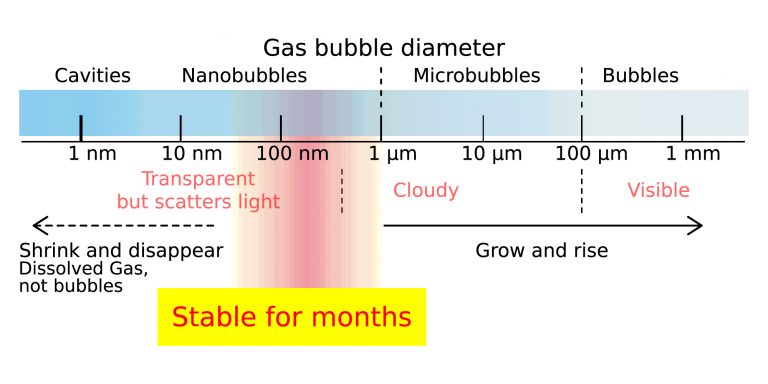 Gas bubble diameter
Cavities Nanobubbles Microbubbles Bubbles
1 nm 10 nm 100 nm 1 µm 10 µm 100 µm 1 mm
Transparent
but scatters light
Cloudy Visible
Shrink and disappear
Dissolved Gas,
not bubbles
Grow and rise
Stable for months